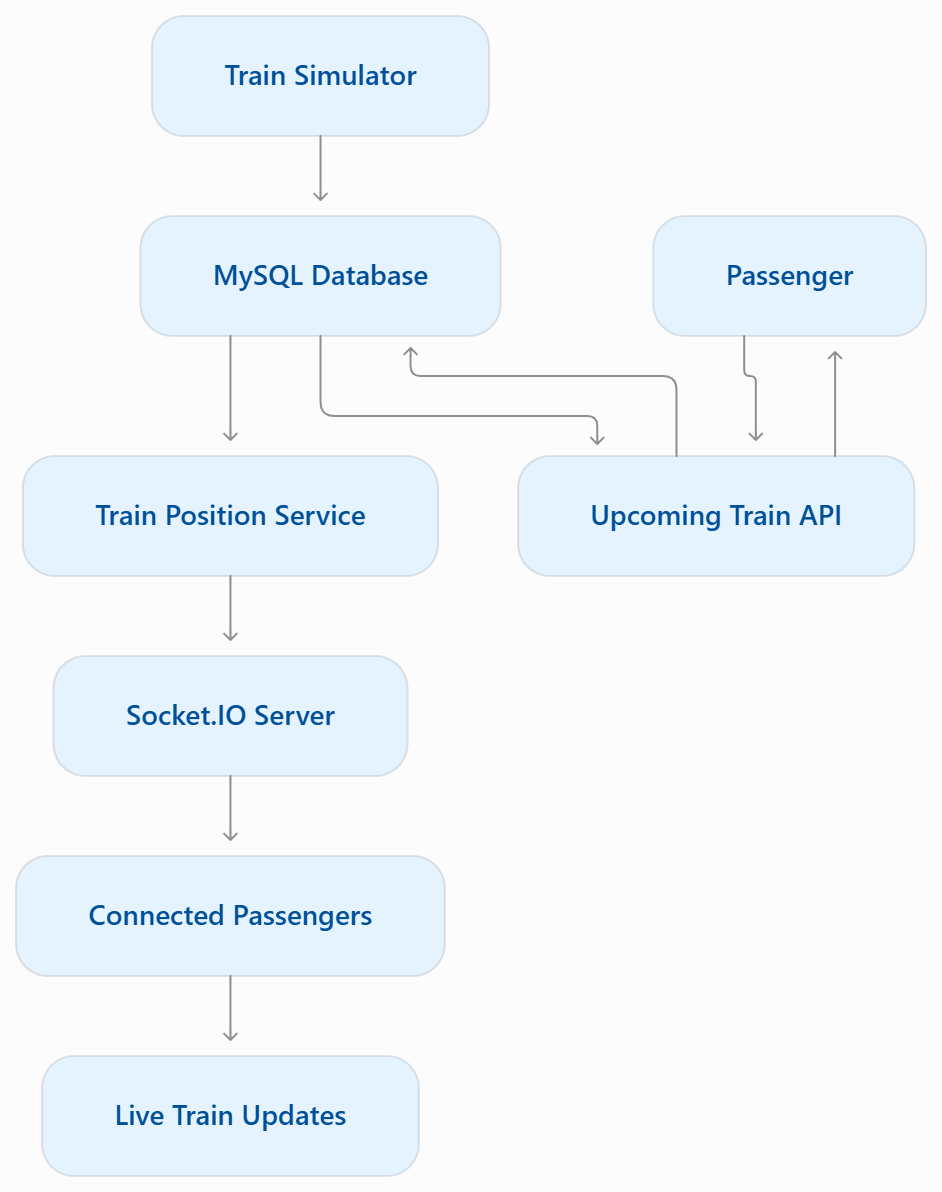 Train Simulator
MySQL Database
Passenger
Train Position Service
Upcoming Train API
Socket.IO Server
Connected Passengers
Live Train Updates